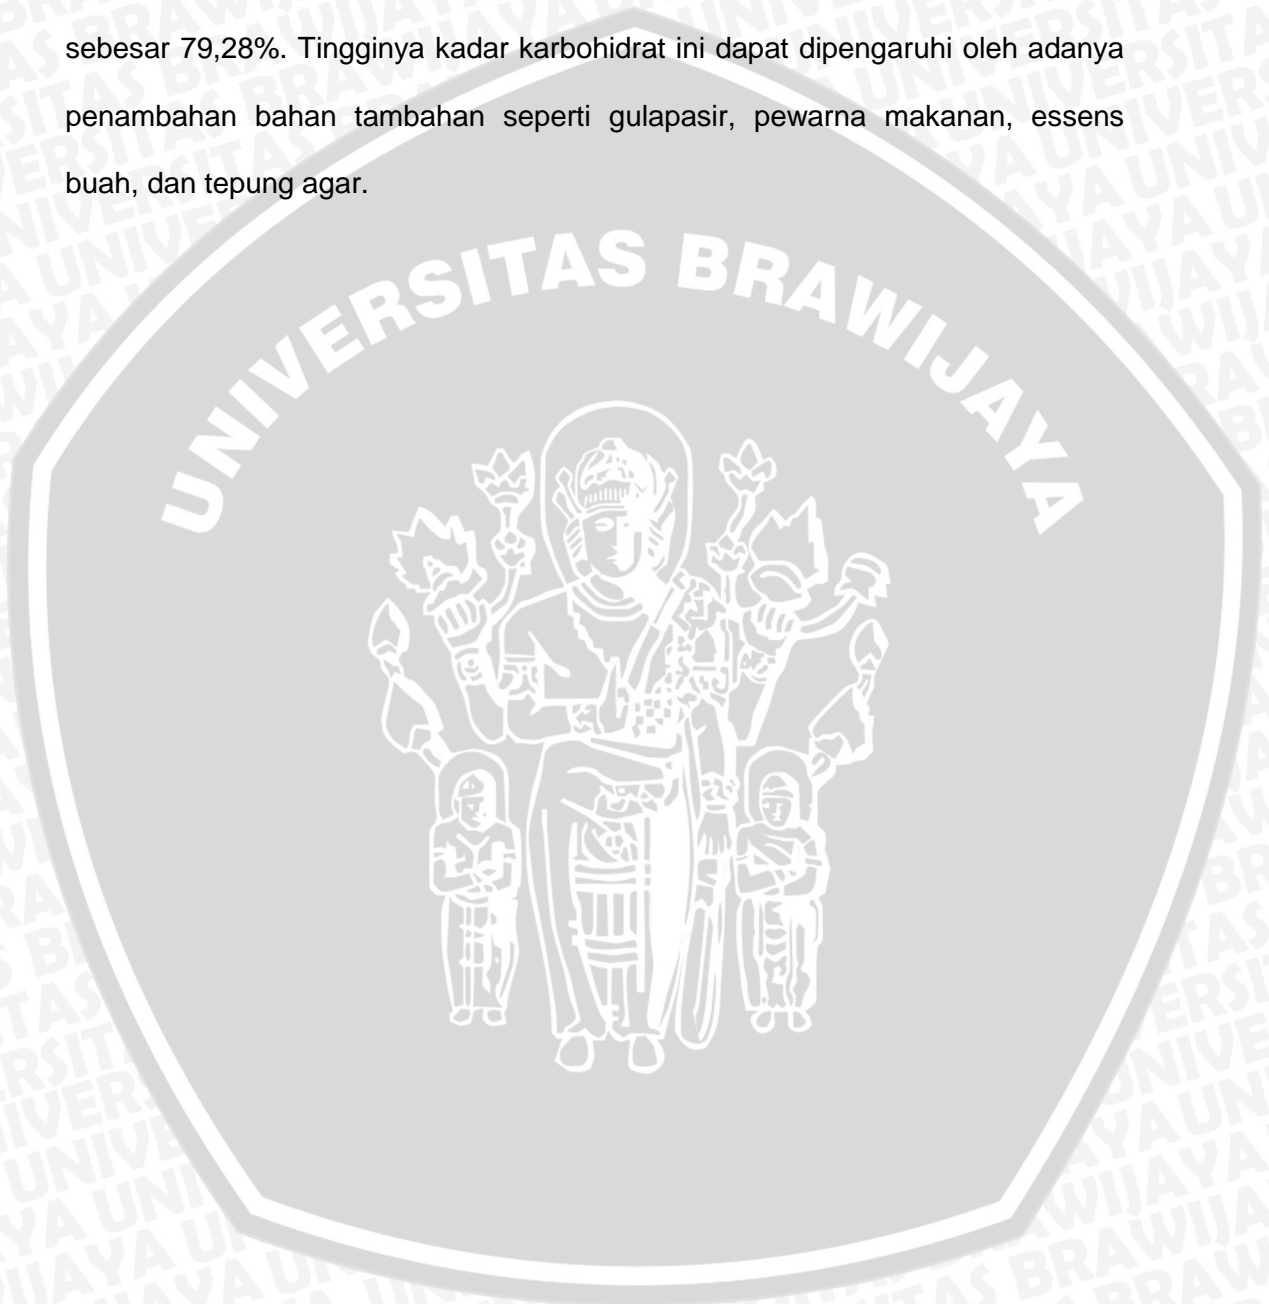 sebesar 79,28%. Tingginya kadar karbohidrat ini dapat dipengaruhi oleh adanya
penambahan bahan tambahan seperti gulapasir, pewarna makanan, essens
buah, dan tepung agar.
UNIVERSITAS BRAWIJAYA